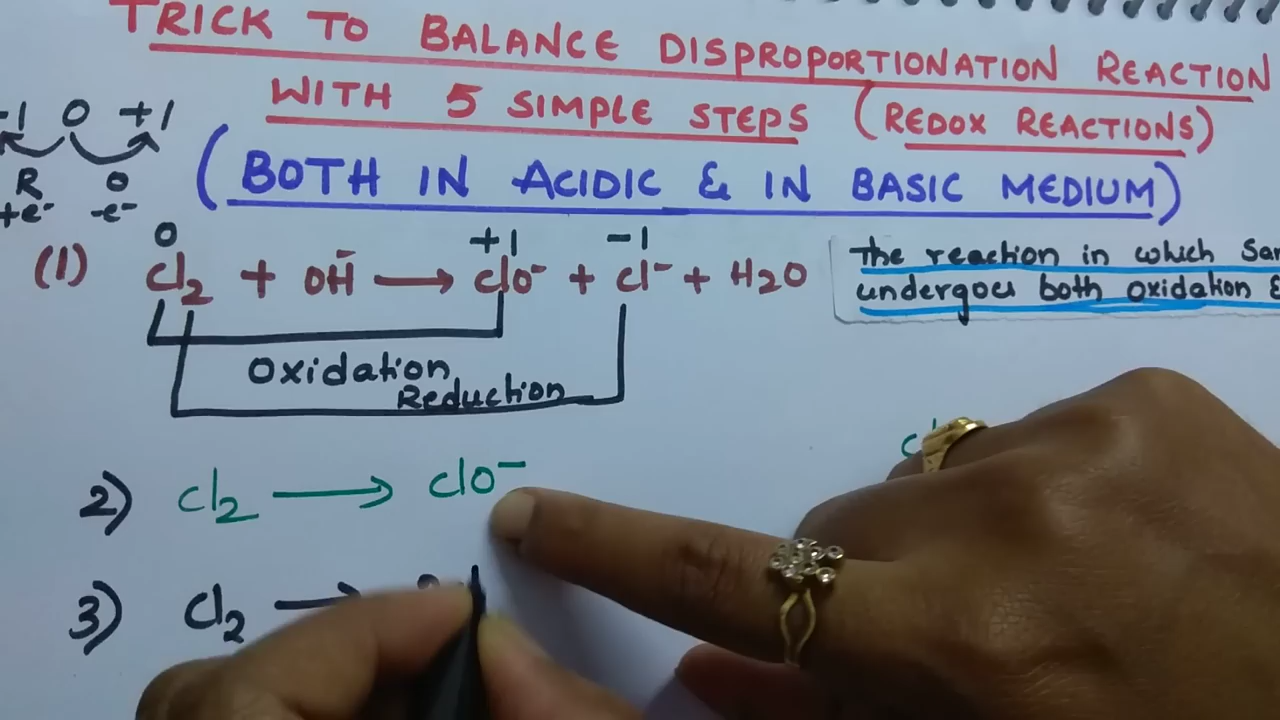 TRICK TO BALANCE DISPROPORTIONATION REACTION
WITH 5 SIMPLE STEPS (REDOX REACTIONS)
(BOTH IN ACIDIC & IN BASIC MEDIUM)
-1 0 +1
R O
+e⁻ -e⁻
0 +1 -1
(1) Cl₂ + OH⁻ ⟶ ClO⁻ + Cl⁻ + H₂O
Oxidation
Reduction
The reaction in which
undergoes both oxidation &
2) Cl₂ ⟶ ClO⁻
3) Cl₂ ⟶